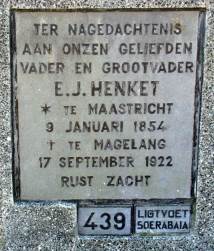 TER NAGEDACHTENIS
AAN ONZEN GELIEFDEN
VADER EN GROOTVADER
E.J. HENKET
* TE MAASTRICHT
9 JANUARI 1854
† TE MAGELANG
17 SEPTEMBER 1922
RUST ZACHT
439
LIGTVOET
SOERABAIA